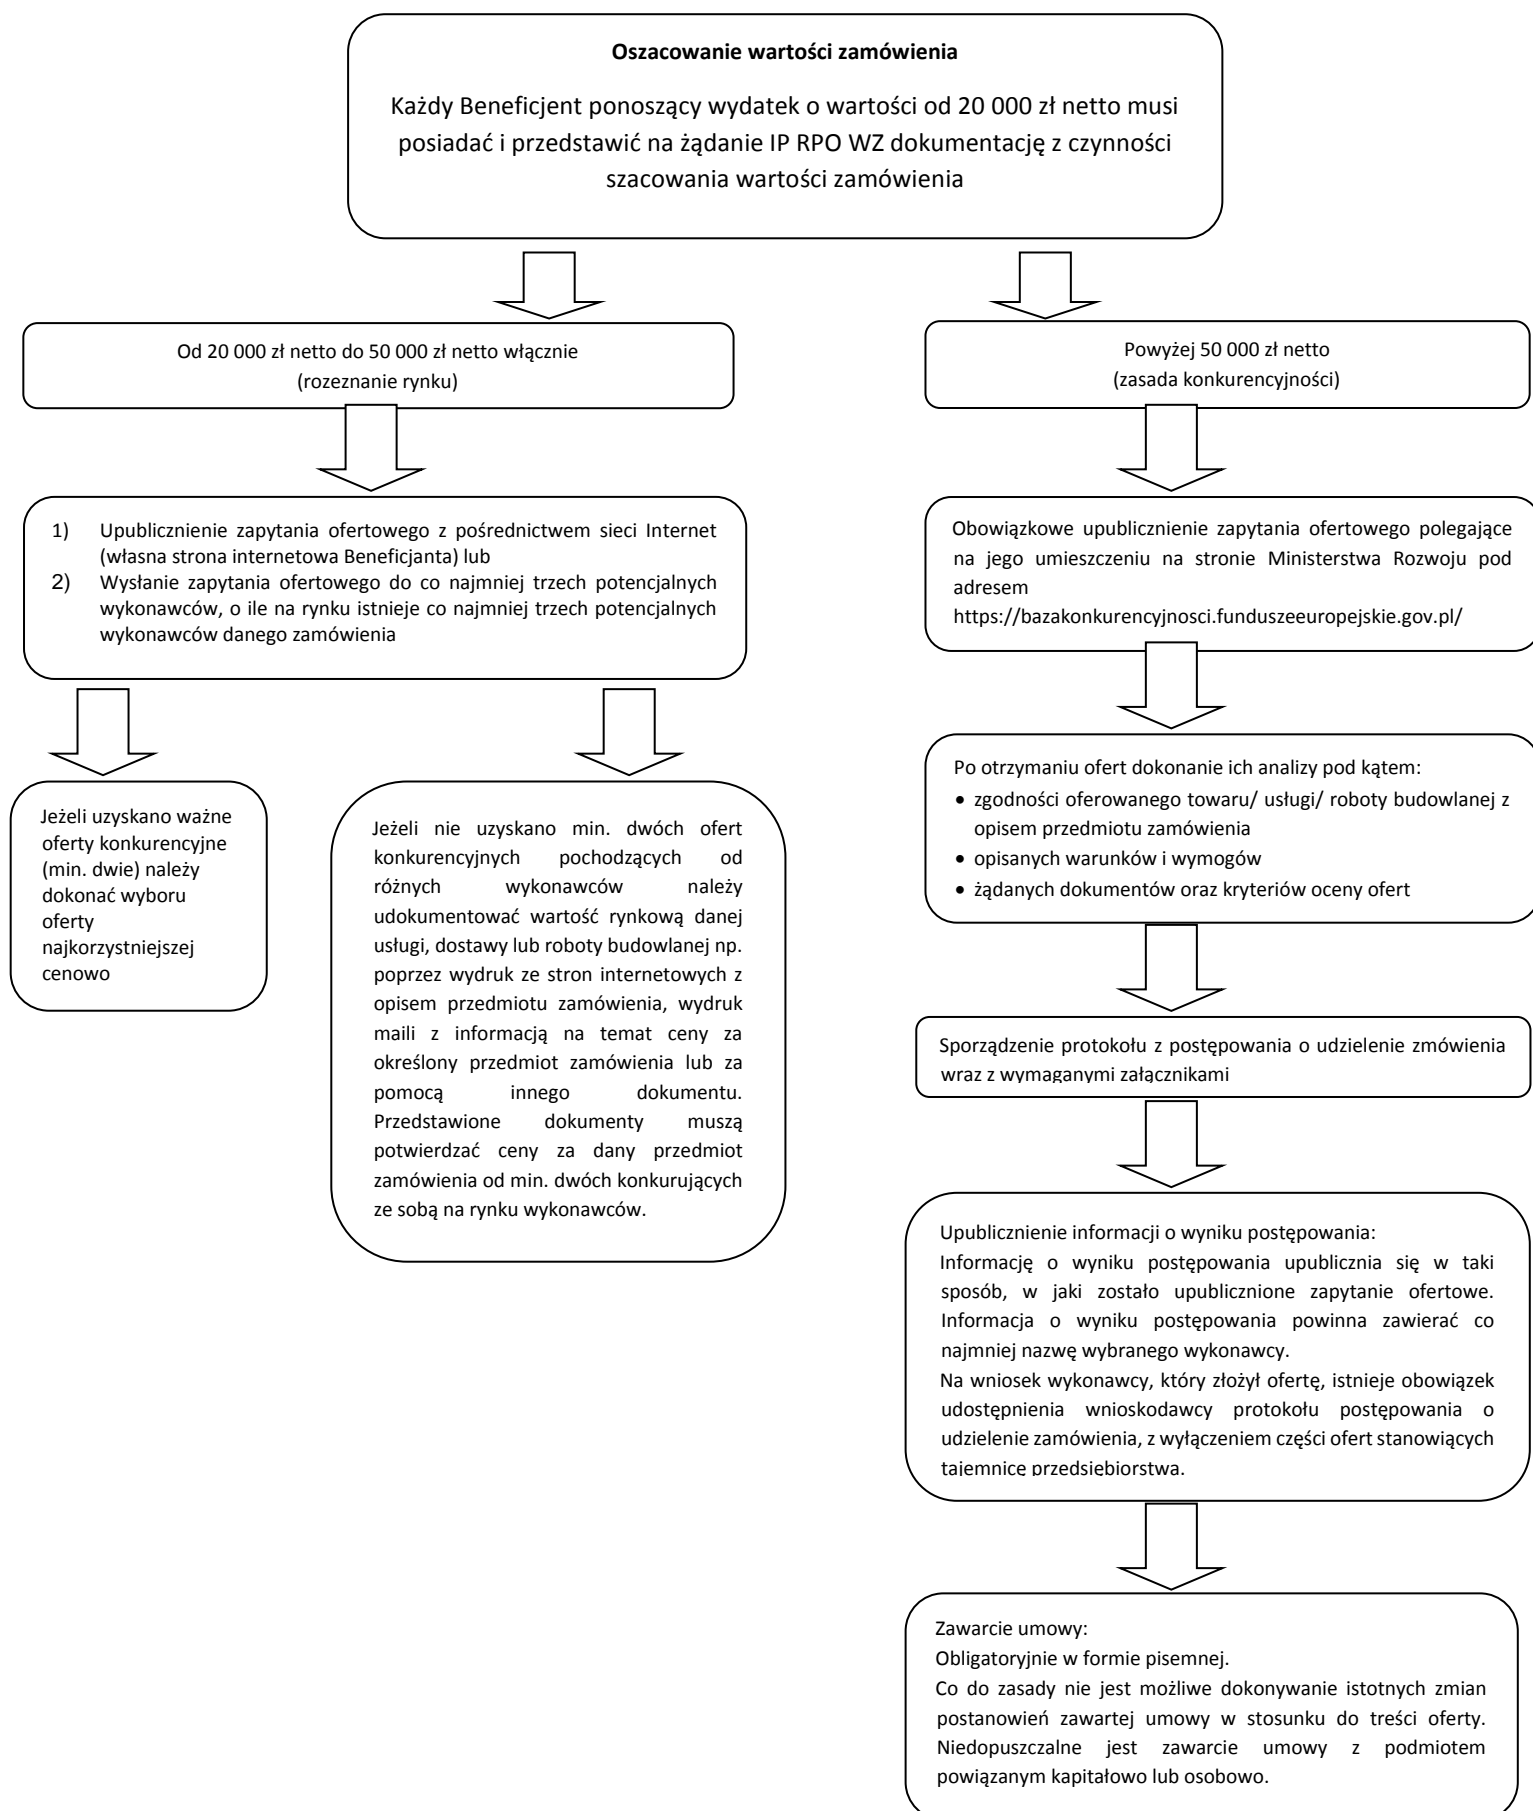 Oszacowanie wartości zamówienia
Każdy Beneficjent ponoszący wydatek o wartości od 20 000 zł netto musi
posiadać i przedstawić na żądanie IP RPO WZ dokumentację z czynności
szacowania wartości zamówienia
Od 20 000 zł netto do 50 000 zł netto włącznie
(rozeznanie rynku)
Powyżej 50 000 zł netto
(zasada konkurencyjności)
1) Upublicznienie zapytania ofertowego z pośrednictwem sieci Internet
(własna strona internetowa Beneficjanta) lub
2) Wysłanie zapytania ofertowego do co najmniej trzech potencjalnych
wykonawców, o ile na rynku istnieje co najmniej trzech potencjalnych
wykonawców danego zamówienia
Obowiązkowe upublicznienie zapytania ofertowego polegające
na jego umieszczeniu na stronie Ministerstwa Rozwoju pod
adresem
https://bazakonkurencyjnosci.funduszeeuropejskie.gov.pl/
Jeżeli uzyskano ważne
oferty konkurencyjne
(min. dwie) należy
dokonać wyboru
oferty
najkorzystniejszej
cenowo
Jeżeli nie uzyskano min. dwóch ofert
konkurencyjnych pochodzących od
różnych wykonawców należy
udokumentować wartość rynkową danej
usługi, dostawy lub roboty budowlanej np.
poprzez wydruk ze stron internetowych z
opisem przedmiotu zamówienia, wydruk
maili z informacją na temat ceny za
określony przedmiot zamówienia lub za
pomocą innego dokumentu.
Przedstawione dokumenty muszą
potwierdzać ceny za dany przedmiot
zamówienia od min. dwóch konkurujących
ze sobą na rynku wykonawców.
Po otrzymaniu ofert dokonanie ich analizy pod kątem:
• zgodności oferowanego towaru/ usługi/ roboty budowlanej z
opisem przedmiotu zamówienia
• opisanych warunków i wymogów
• żądanych dokumentów oraz kryteriów oceny ofert
Sporządzenie protokołu z postępowania o udzielenie zmówienia
wraz z wymaganymi załącznikami
Upublicznienie informacji o wyniku postępowania:
Informację o wyniku postępowania upublicznia się w taki
sposób, w jaki zostało upublicznione zapytanie ofertowe.
Informacja o wyniku postępowania powinna zawierać co
najmniej nazwę wybranego wykonawcy.
Na wniosek wykonawcy, który złożył ofertę, istnieje obowiązek
udostępnienia wnioskodawcy protokołu postępowania o
udzielenie zamówienia, z wyłączeniem części ofert stanowiących
tajemnicę przedsiębiorstwa.
Zawarcie umowy:
Obligatoryjnie w formie pisemnej.
Co do zasady nie jest możliwe dokonywanie istotnych zmian
postanowień zawartej umowy w stosunku do treści oferty.
Niedopuszczalne jest zawarcie umowy z podmiotem
powiązanym kapitałowo lub osobowo.